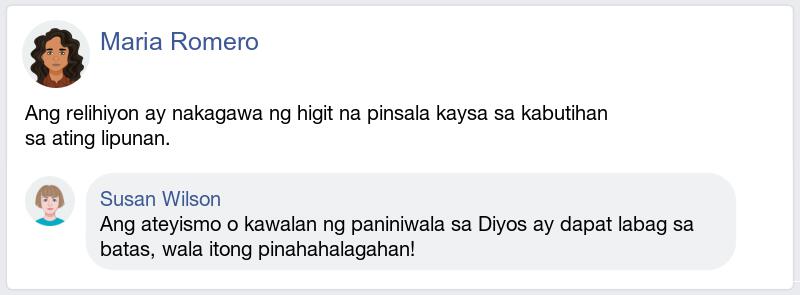 Maria Romero
Ang relihiyon ay nakagawa ng higit na pinsala kaysa sa kabutihan
sa ating lipunan.
Susan Wilson
Ang ateyismo o kawalan ng paniniwala sa Diyos ay dapat labag sa
batas, wala itong pinahahalagahan!